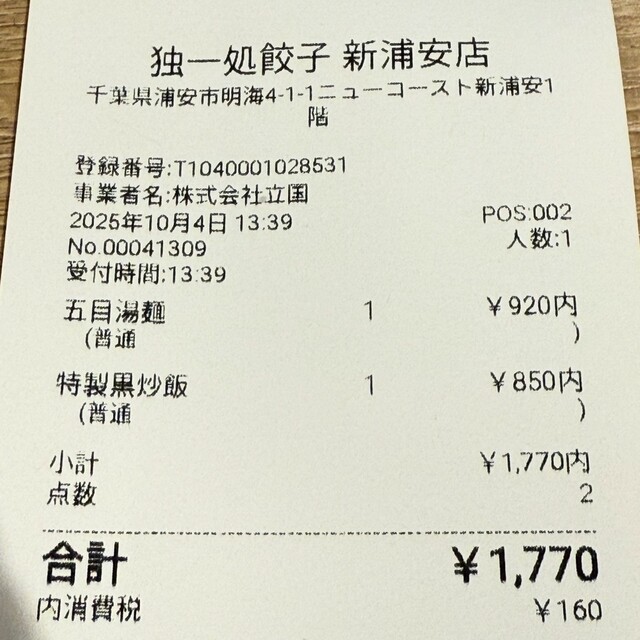 独一処餃子 新浦安店
千葉県浦安市明海4-1-1ニューコースト新浦安1
階
登録番号:T1040001028531
事業者名:株式会社立国
2025年10月4日 13:39 POS:002
No.00041309 人数:1
受付時間:13:39
五目湯麺 1 ¥920内
(普通 )
特製黒炒飯 1 ¥850内
(普通 )
小計 ¥1,770内
点数 2
合計 ¥1,770
内消費税 ¥160